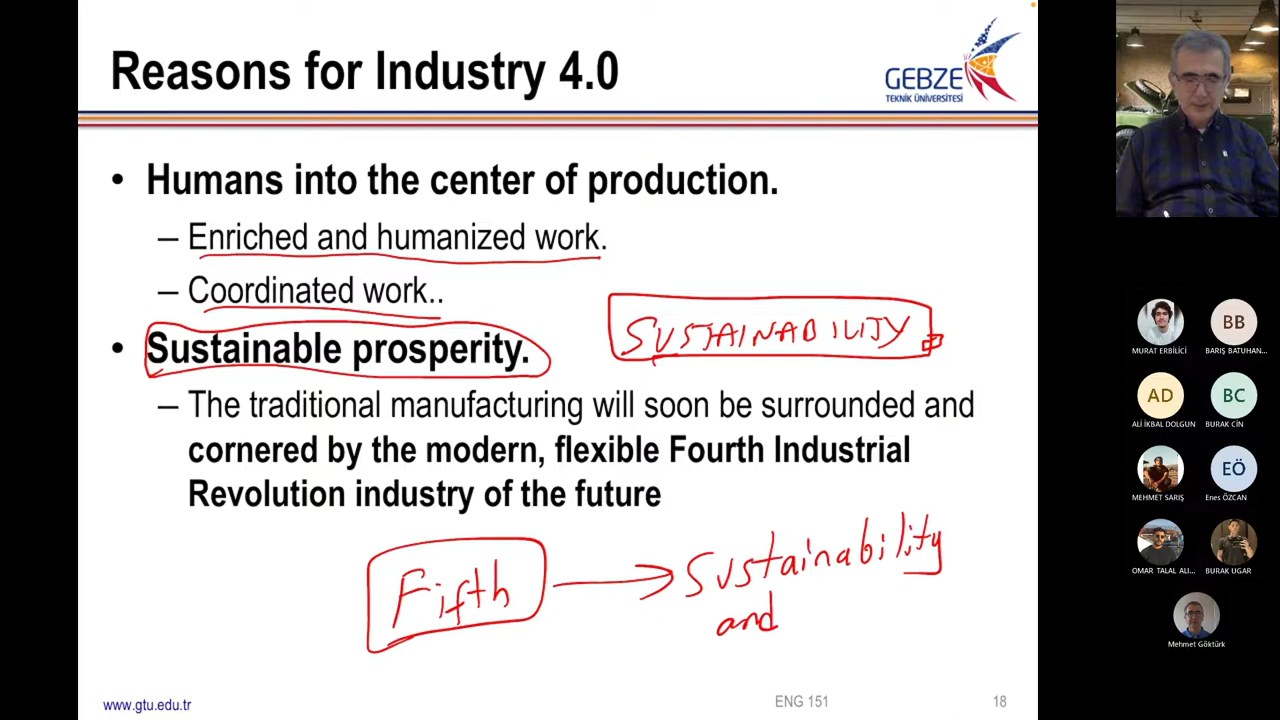 Reasons for Industry 4.0
GEBZE
TEKNİK ÜNİVERSİTESİ
• Humans into the center of production.
– Enriched and humanized work.
– Coordinated work..
SUSTAINABILITY
• Sustainable prosperity.
– The traditional manufacturing will soon be surrounded and
cornered by the modern, flexible Fourth Industrial
Revolution industry of the future
Fifth → Sustainability
and
www.gtu.edu.tr
ENG 151
18
MURAT ERBİLİCİ
BB
BARIŞ BATUHAN...
AD
ALİ İKBAL DOLGUN
BC
BURAK CİN
MEHMET SARIŞ
EÖ
Enes ÖZCAN
OMAR TALAL ALI...
BURAK UGAR
Mehmet Göktürk